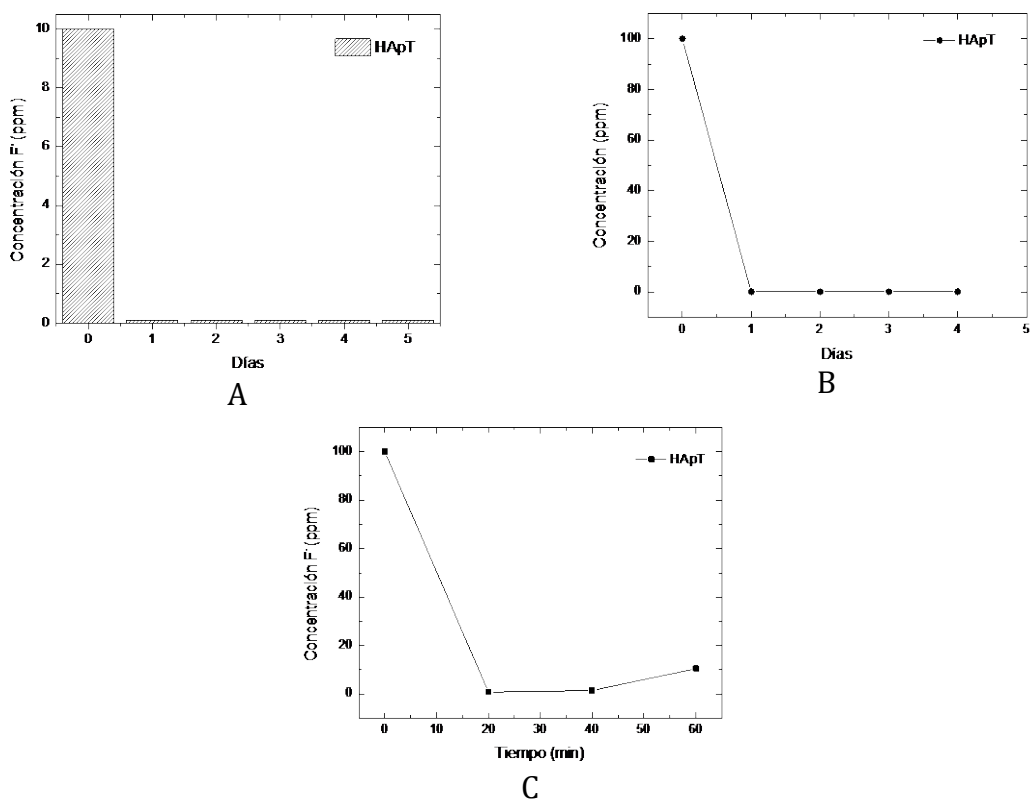 HApT
Concentración F⁻ (ppm)
10
8
6
4
2
0
0 1 2 3 4 5
Días
A
HApT
Concentración (ppm)
100
80
60
40
20
0
0 1 2 3 4 5
Días
B
HApT
Concentración F⁻ (ppm)
100
80
60
40
20
0
0 10 20 30 40 50 60
Tiempo (min)
C